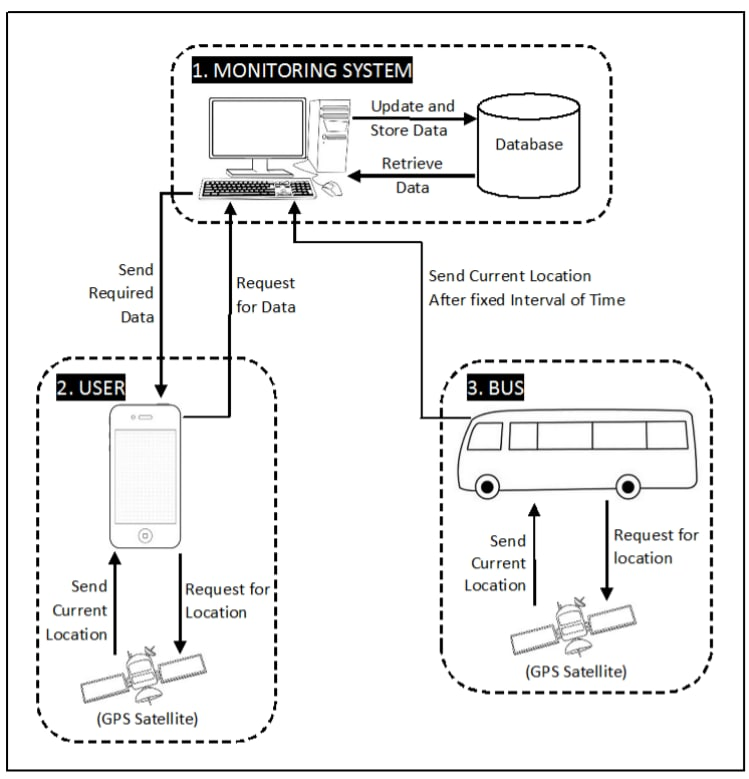 1. MONITORING SYSTEM
Update and
Store Data
Database
Retrieve
Data
Send
Required
Data
Request
for Data
Send Current Location
After fixed Interval of Time
2. USER
Send
Current
Location
Request for
Location
(GPS Satellite)
3. BUS
Send
Current
Location
Request for
location
(GPS Satellite)